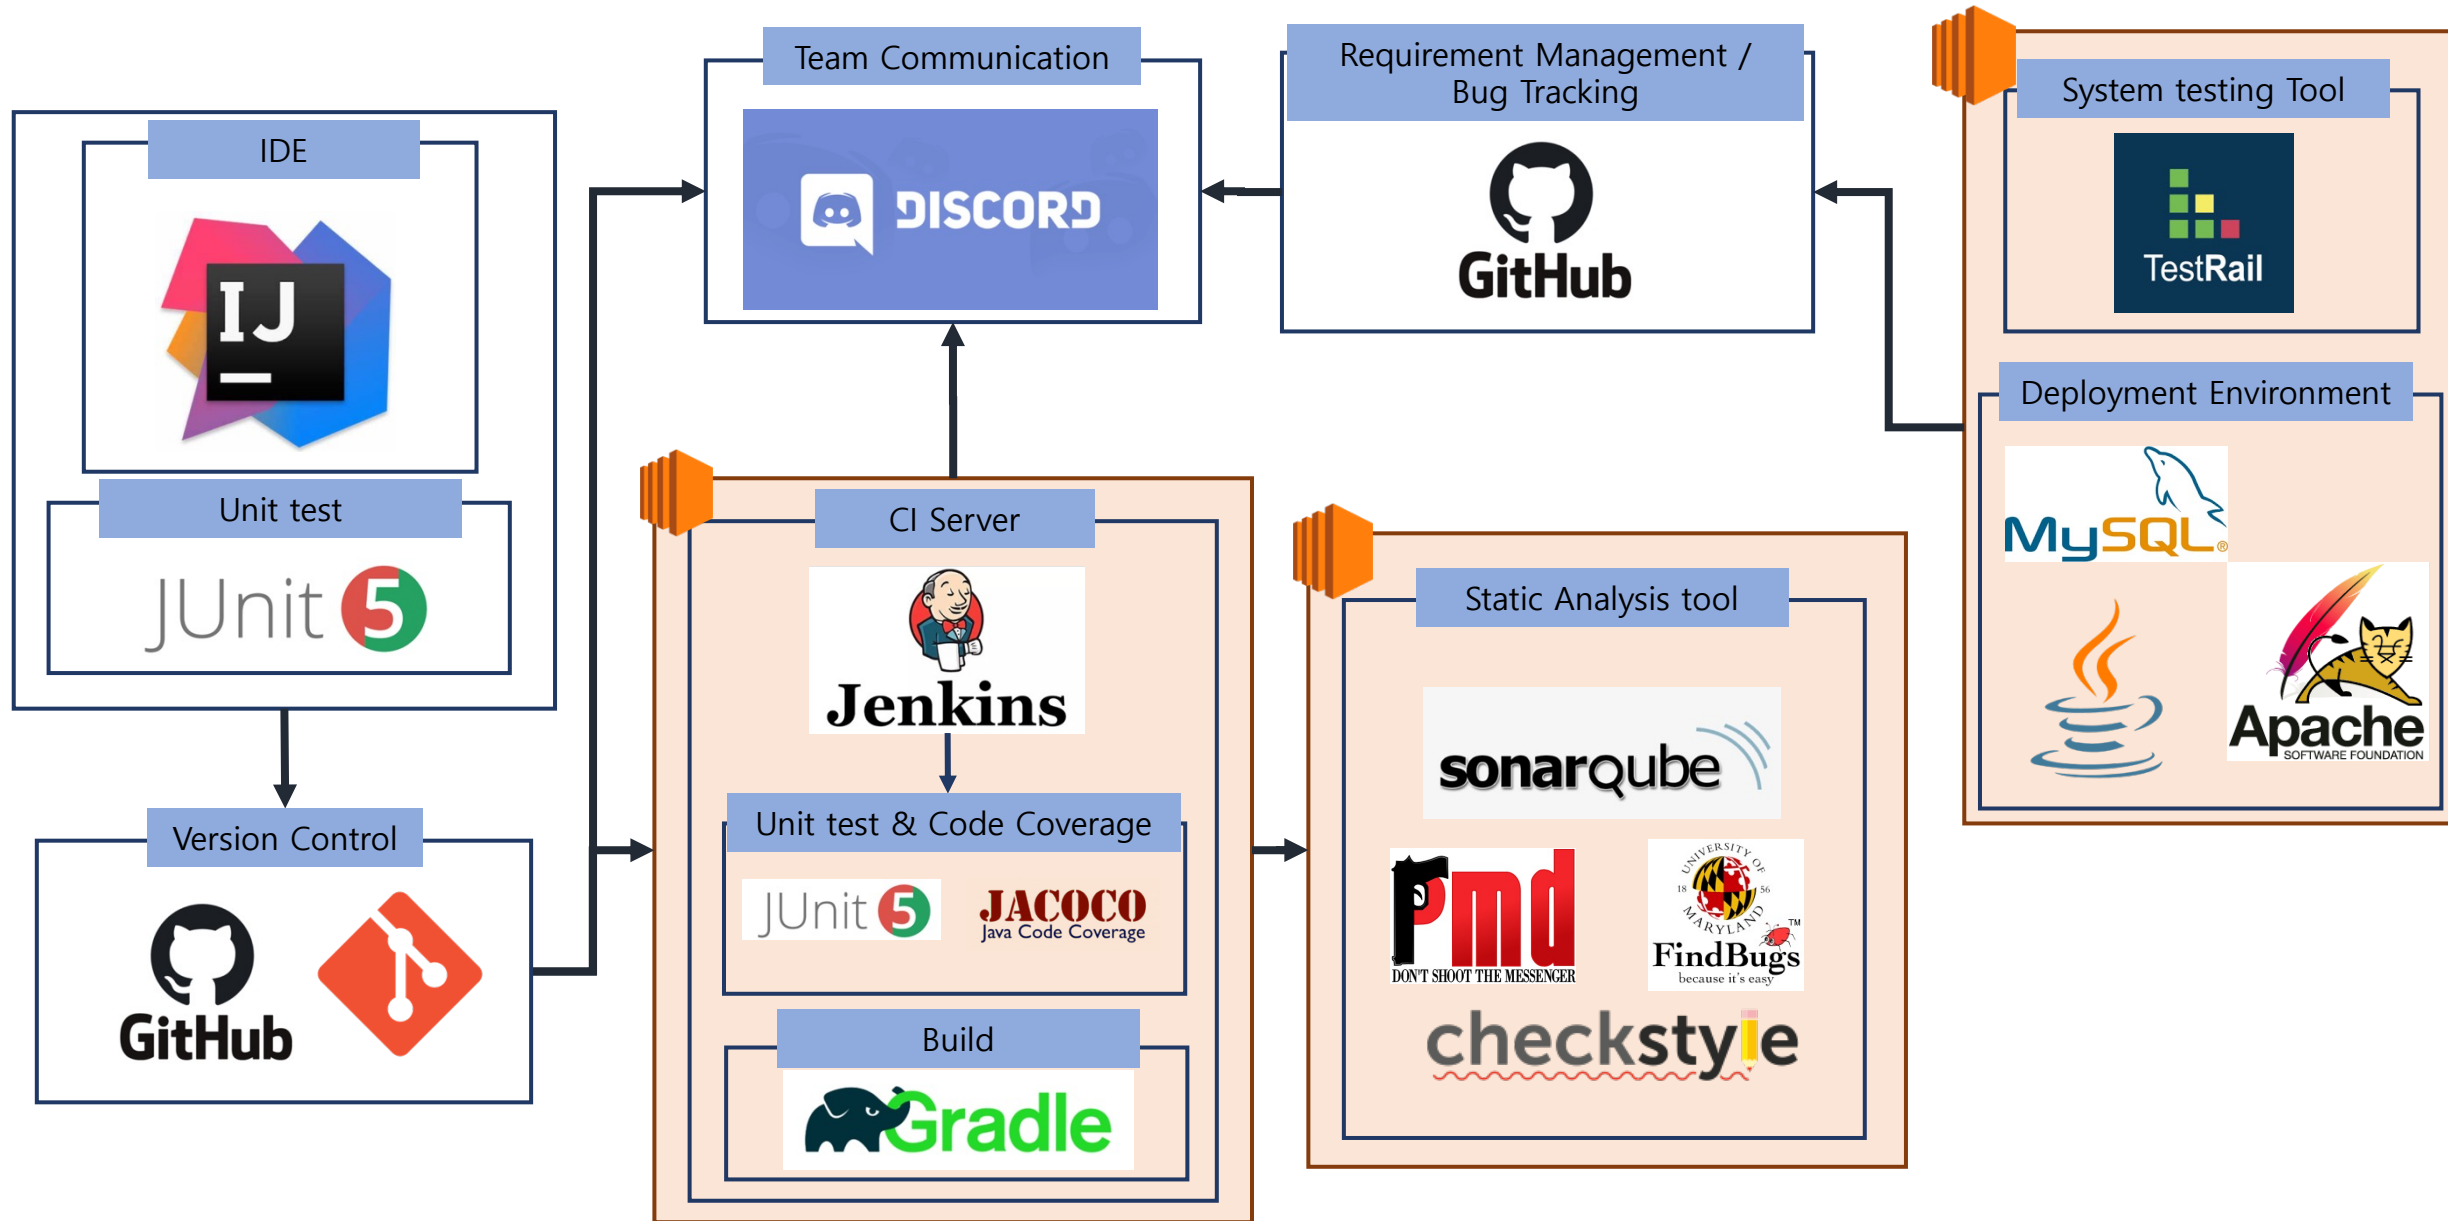 IDE
IJ
Unit test
JUnit 5
Version Control
GitHub
Team Communication
DISCORD
Requirement Management /
Bug Tracking
GitHub
CI Server
Jenkins
Unit test & Code Coverage
JUnit 5
JACOCO
Java Code Coverage
Build
Gradle
Static Analysis tool
sonarqube
pmd
DON'T SHOOT THE MESSENGER
UNIVERSITY OF
18 56
MARYLAND
FindBugs
TM
because it's easy
checkstyle
System testing Tool
TestRail
Deployment Environment
MySQL®
Apache
SOFTWARE FOUNDATION